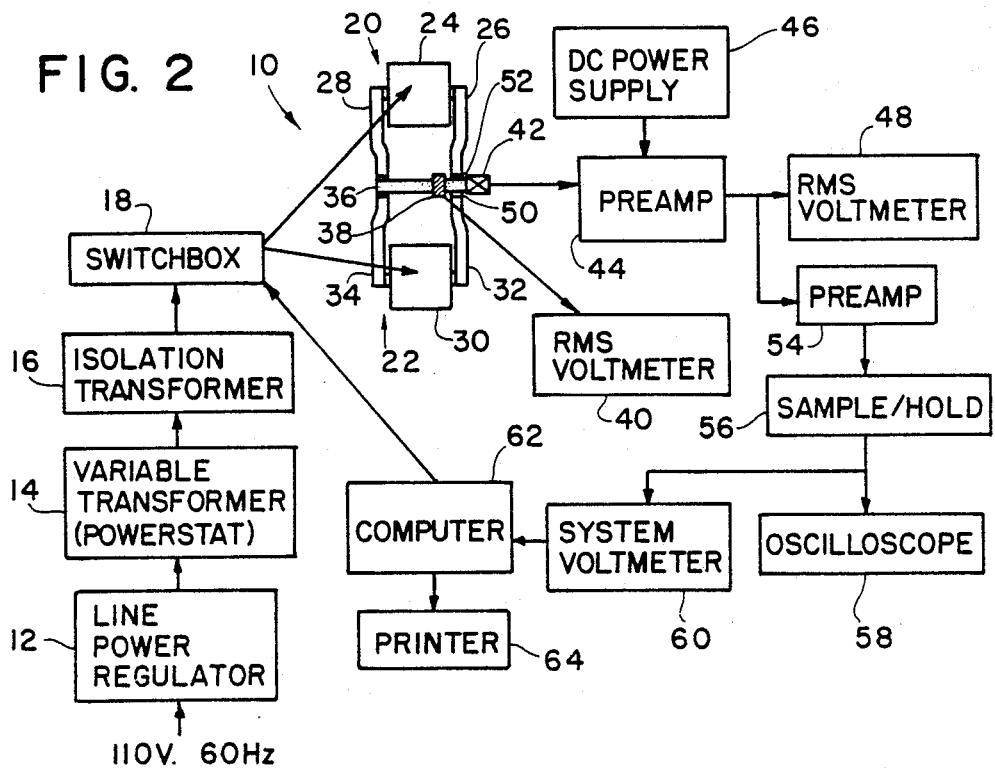 FIG. 2
10
20
24
26
28
52
42
46
DC POWER
SUPPLY
48
RMS
VOLTMETER
36
38
50
PREAMP
44
18
SWITCHBOX
34
32
30
22
PREAMP
54
RMS
VOLTMETER
40
16
ISOLATION
TRANSFORMER
SAMPLE/HOLD
56
62
14
VARIABLE
TRANSFORMER
(POWERSTAT)
COMPUTER
SYSTEM
VOLTMETER
60
OSCILLOSCOPE
58
12
LINE
POWER
REGULATOR
PRINTER
64
110V. 60Hz